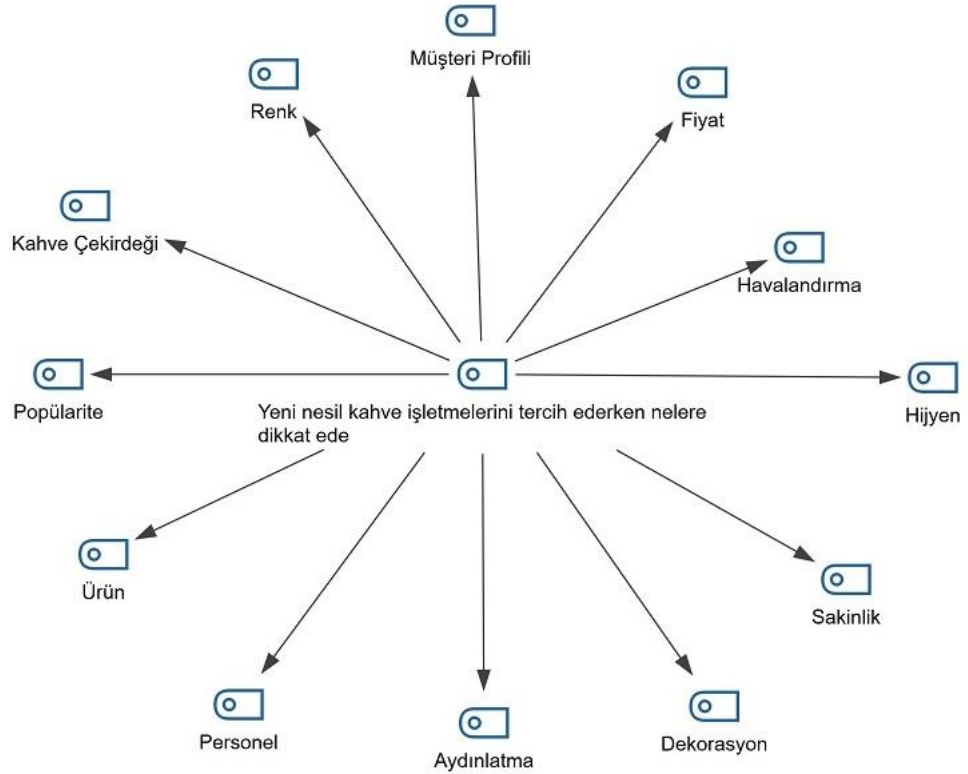 Müşteri Profili
Renk
Fiyat
Kahve Çekirdeği
Havalandırma
Popülarite
Yeni nesil kahve işletmelerini tercih ederken nelere
dikkat ede
Hijyen
Ürün
Sakinlik
Personel
Aydınlatma
Dekorasyon